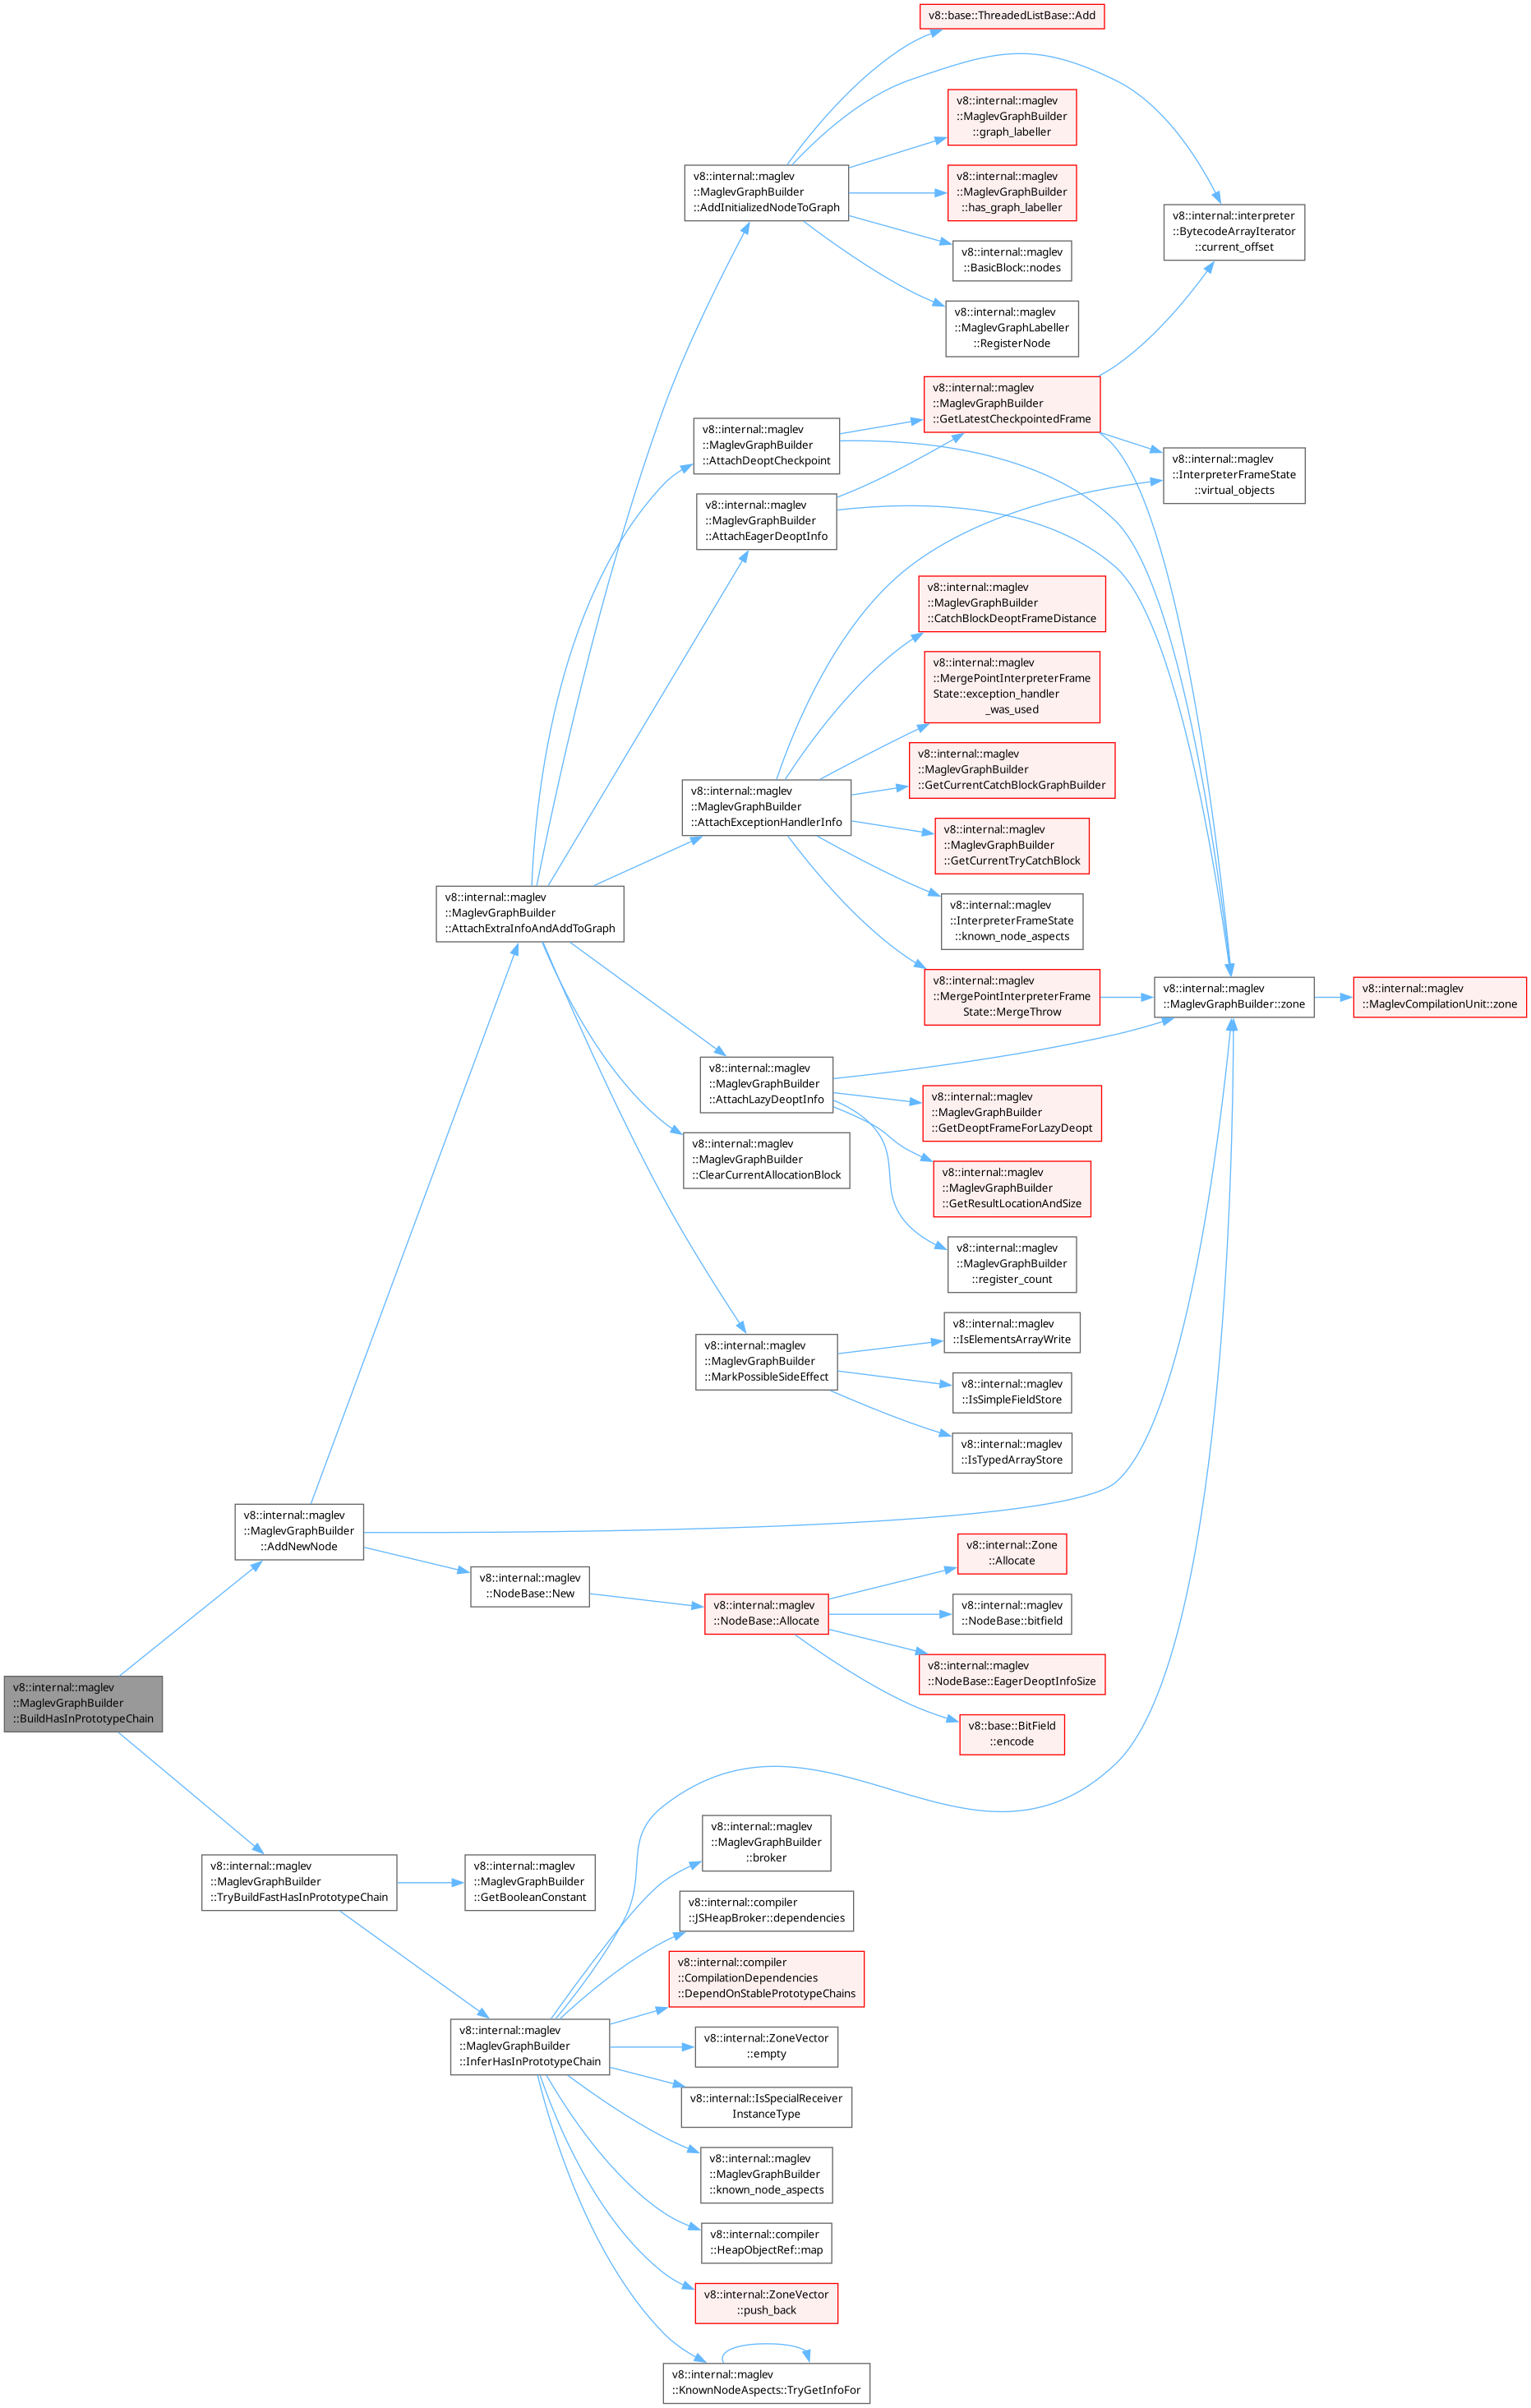 v8::base::ThreadedListBase::Add
v8::internal::maglev
::MaglevGraphBuilder
::graph_labeller
v8::internal::maglev
::MaglevGraphBuilder
::AddInitializedNodeToGraph
v8::internal::maglev
::MaglevGraphBuilder
::has_graph_labeller
v8::internal::interpreter
::BytecodeArrayIterator
::current_offset
v8::internal::maglev
::BasicBlock::nodes
v8::internal::maglev
::MaglevGraphLabeller
::RegisterNode
v8::internal::maglev
::MaglevGraphBuilder
::GetLatestCheckpointedFrame
v8::internal::maglev
::MaglevGraphBuilder
::AttachDeoptCheckpoint
v8::internal::maglev
::InterpreterFrameState
::virtual_objects
v8::internal::maglev
::MaglevGraphBuilder
::AttachEagerDeoptInfo
v8::internal::maglev
::MaglevGraphBuilder
::CatchBlockDeoptFrameDistance
v8::internal::maglev
::MergePointInterpreterFrame
State::exception_handler
_was_used
v8::internal::maglev
::MaglevGraphBuilder
::GetCurrentCatchBlockGraphBuilder
v8::internal::maglev
::MaglevGraphBuilder
::AttachExceptionHandlerInfo
v8::internal::maglev
::MaglevGraphBuilder
::GetCurrentTryCatchBlock
v8::internal::maglev
::MaglevGraphBuilder
::AttachExtraInfoAndAddToGraph
v8::internal::maglev
::InterpreterFrameState
::known_node_aspects
v8::internal::maglev
::MergePointInterpreterFrame
State::MergeThrow
v8::internal::maglev
::MaglevGraphBuilder::zone
v8::internal::maglev
::MaglevCompilationUnit::zone
v8::internal::maglev
::MaglevGraphBuilder
::AttachLazyDeoptInfo
v8::internal::maglev
::MaglevGraphBuilder
::GetDeoptFrameForLazyDeopt
v8::internal::maglev
::MaglevGraphBuilder
::ClearCurrentAllocationBlock
v8::internal::maglev
::MaglevGraphBuilder
::GetResultLocationAndSize
v8::internal::maglev
::MaglevGraphBuilder
::register_count
v8::internal::maglev
::MaglevGraphBuilder
::MarkPossibleSideEffect
v8::internal::maglev
::IsElementsArrayWrite
v8::internal::maglev
::IsSimpleFieldStore
v8::internal::maglev
::IsTypedArrayStore
v8::internal::maglev
::MaglevGraphBuilder
::AddNewNode
v8::internal::maglev
::NodeBase::New
v8::internal::maglev
::NodeBase::Allocate
v8::internal::Zone
::Allocate
v8::internal::maglev
::NodeBase::bitfield
v8::internal::maglev
::NodeBase::EagerDeoptInfoSize
v8::base::BitField
::encode
v8::internal::maglev
::MaglevGraphBuilder
::BuildHasInPrototypeChain
v8::internal::maglev
::MaglevGraphBuilder
::TryBuildFastHasInPrototypeChain
v8::internal::maglev
::MaglevGraphBuilder
::GetBooleanConstant
v8::internal::maglev
::MaglevGraphBuilder
::broker
v8::internal::compiler
::JSHeapBroker::dependencies
v8::internal::compiler
::CompilationDependencies
::DependOnStablePrototypeChains
v8::internal::maglev
::MaglevGraphBuilder
::InferHasInPrototypeChain
v8::internal::ZoneVector
::empty
v8::internal::IsSpecialReceiver
InstanceType
v8::internal::maglev
::MaglevGraphBuilder
::known_node_aspects
v8::internal::compiler
::HeapObjectRef::map
v8::internal::ZoneVector
::push_back
v8::internal::maglev
::KnownNodeAspects::TryGetInfoFor